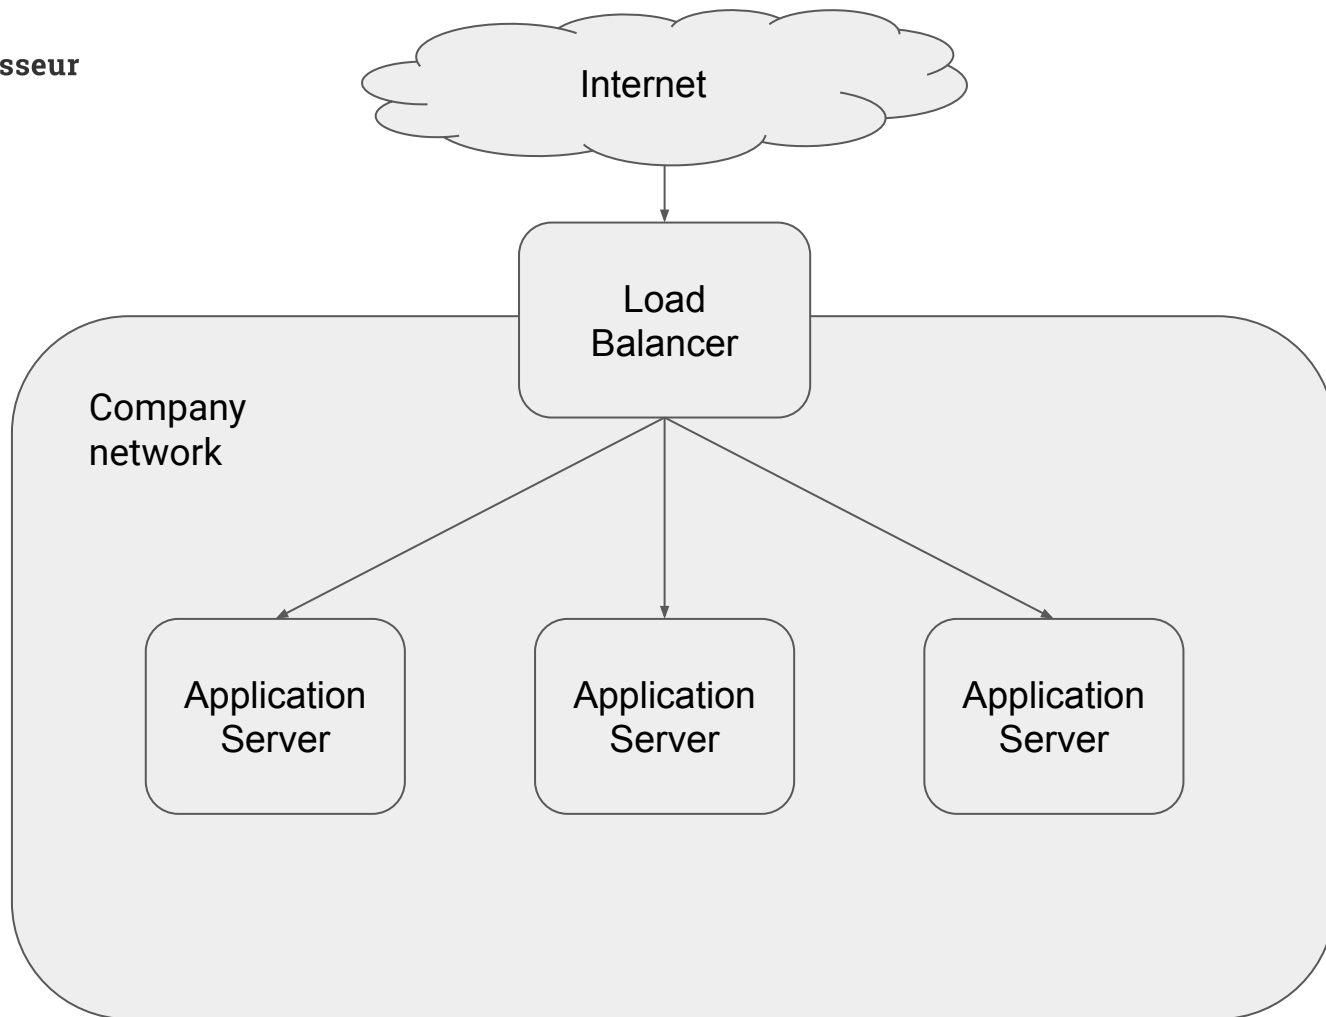 sseur
Internet
Load
Balancer
Company
network
Application
Server
Application
Server
Application
Server